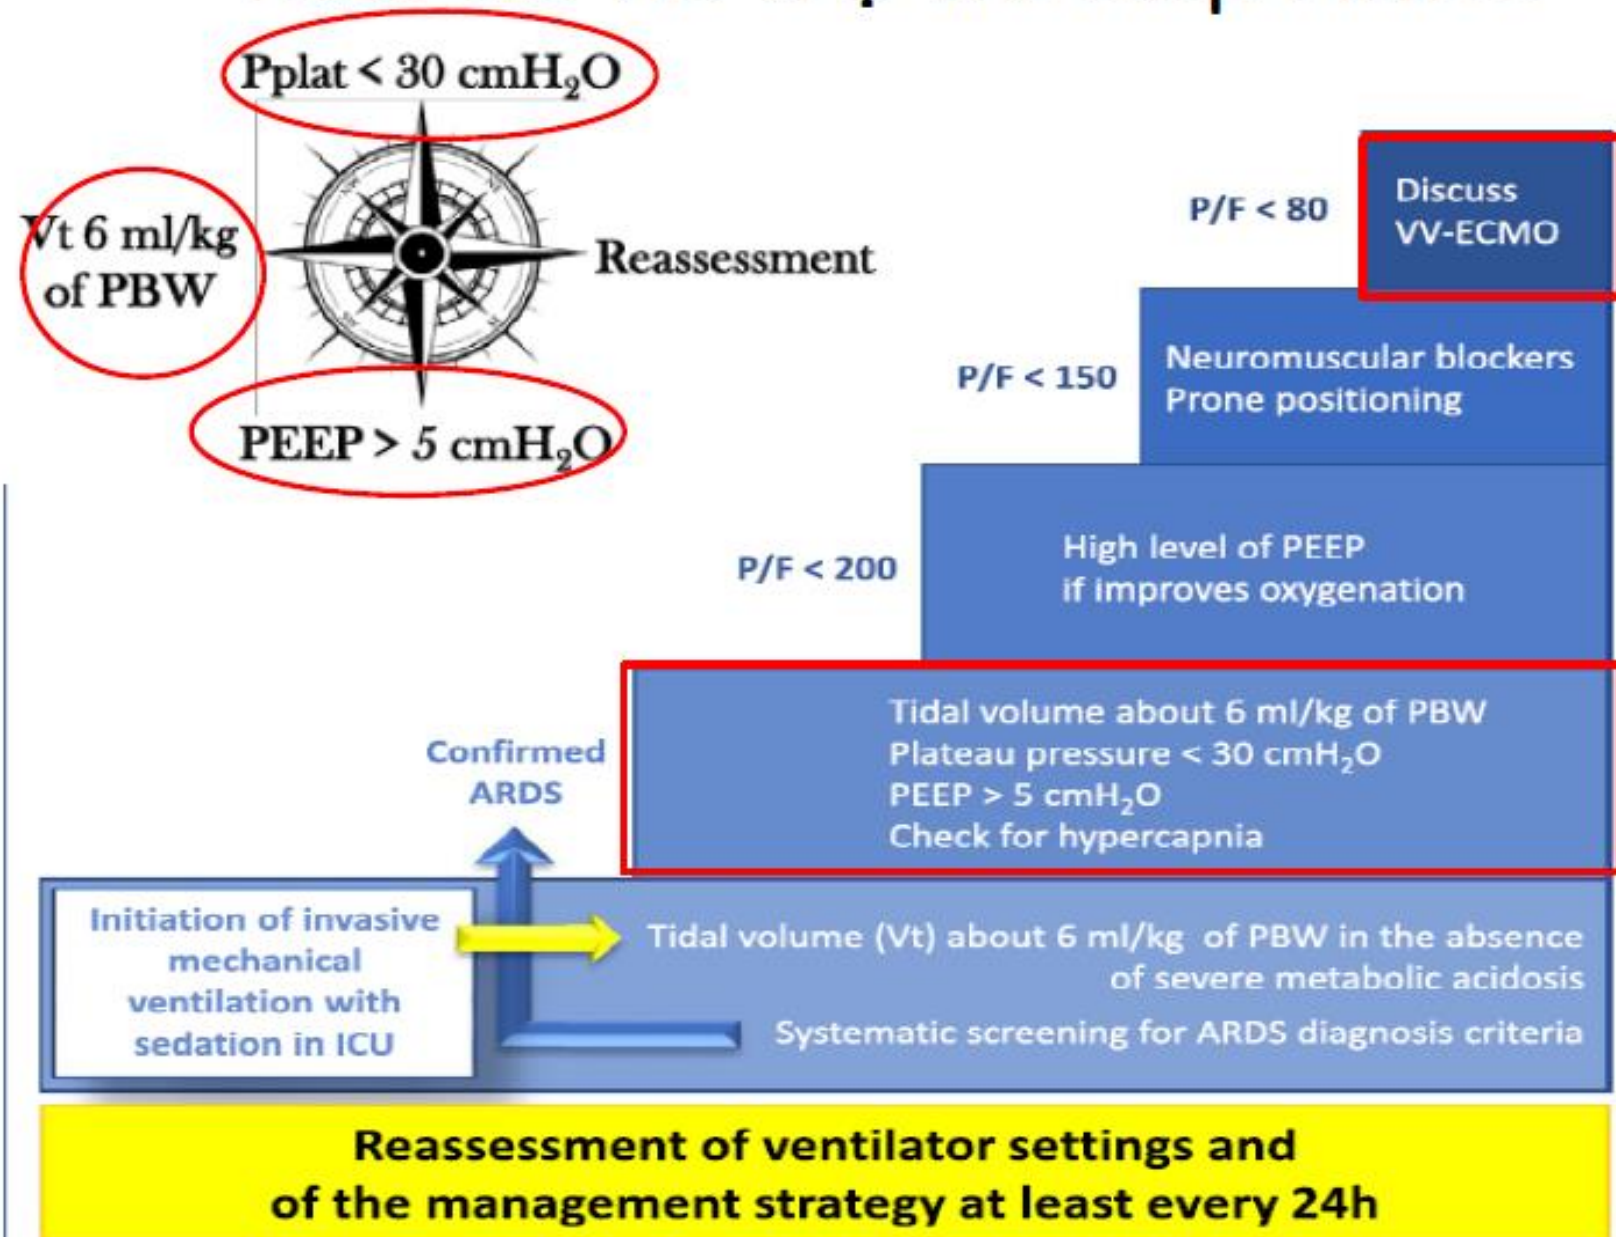 Pplat < 30 cmH₂O
Vt 6 ml/kg
of PBW
Reassessment
PEEP > 5 cmH₂O
P/F < 80
Discuss
VV-ECMO
P/F < 150
Neuromuscular blockers
Prone positioning
P/F < 200
High level of PEEP
if improves oxygenation
Confirmed
ARDS
Tidal volume about 6 ml/kg of PBW
Plateau pressure < 30 cmH₂O
PEEP > 5 cmH₂O
Check for hypercapnia
Initiation of invasive
mechanical
ventilation with
sedation in ICU
Tidal volume (Vt) about 6 ml/kg of PBW in the absence
of severe metabolic acidosis
Systematic screening for ARDS diagnosis criteria
Reassessment of ventilator settings and
of the management strategy at least every 24h